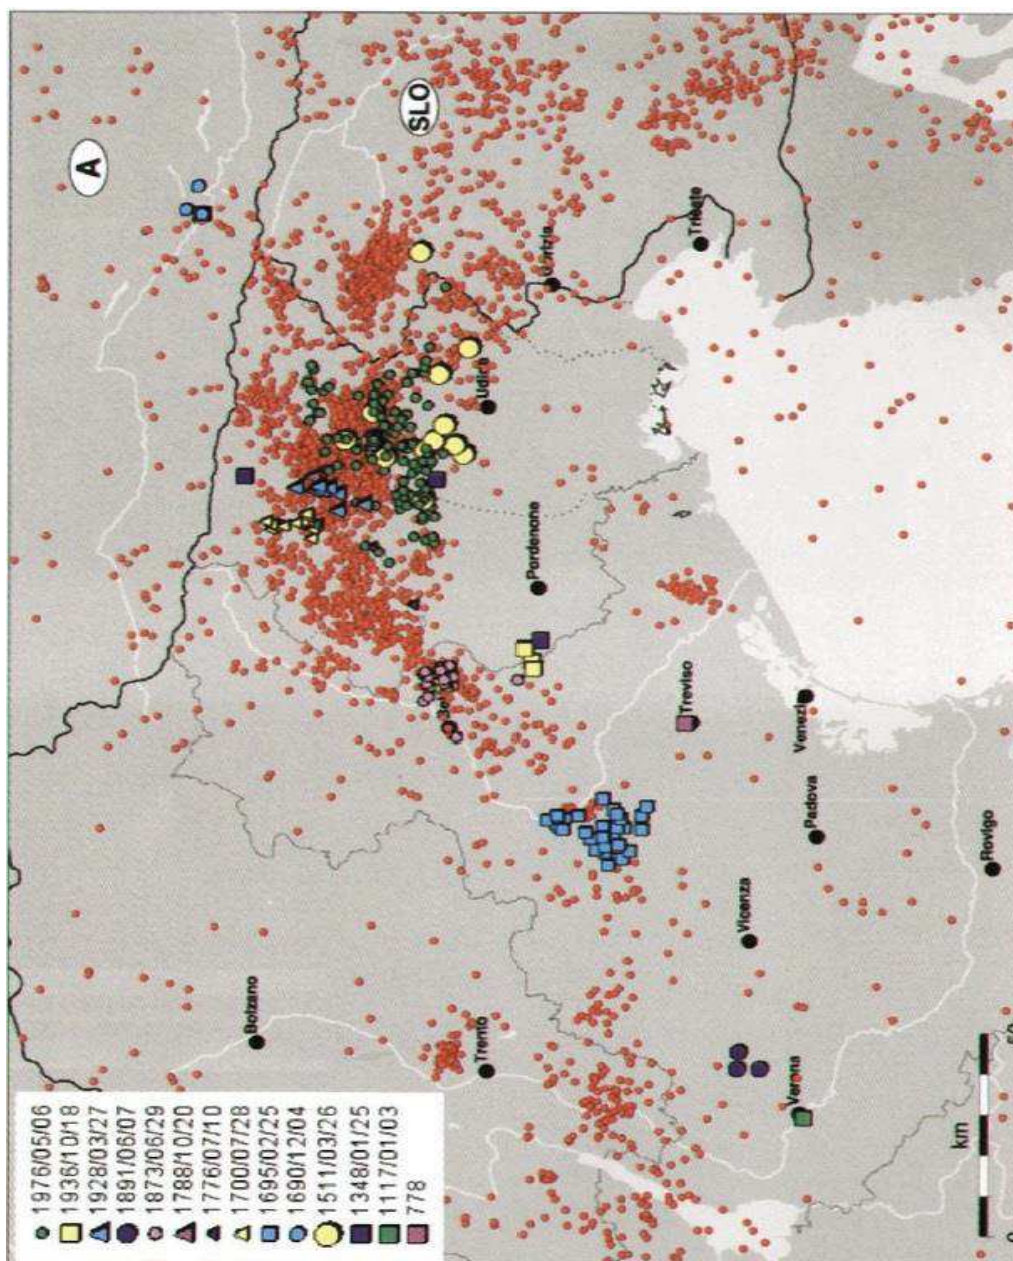 1976/05/06
1936/10/18
1928/03/27
1891/06/07
1873/06/29
1788/10/20
1776/07/10
1700/07/28
1695/02/25
1690/12/04
1511/03/26
1348/01/25
1117/01/03
778
A
SLO
Bolzano
Trento
Udine
Gorizia
Pordenone
Trieste
Treviso
Vicenza
Venezia
Verona
Padova
Rovigo
km
0
50